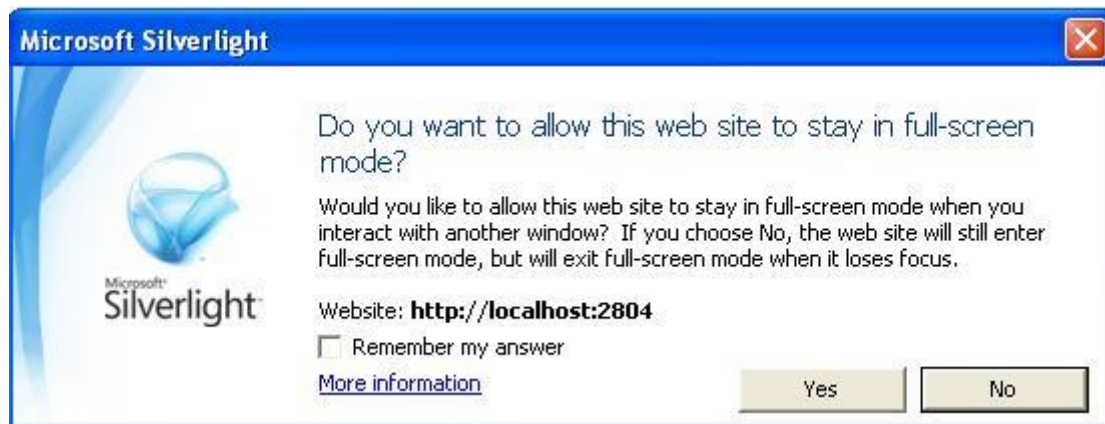 Microsoft Silverlight
Do you want to allow this web site to stay in full-screen
mode?
Would you like to allow this web site to stay in full-screen mode when you
interact with another window? If you choose No, the web site will still enter
full-screen mode, but will exit full-screen mode when it loses focus.
Microsoft
Silverlight
Website: http://localhost:2804
Remember my answer
More information
Yes
No